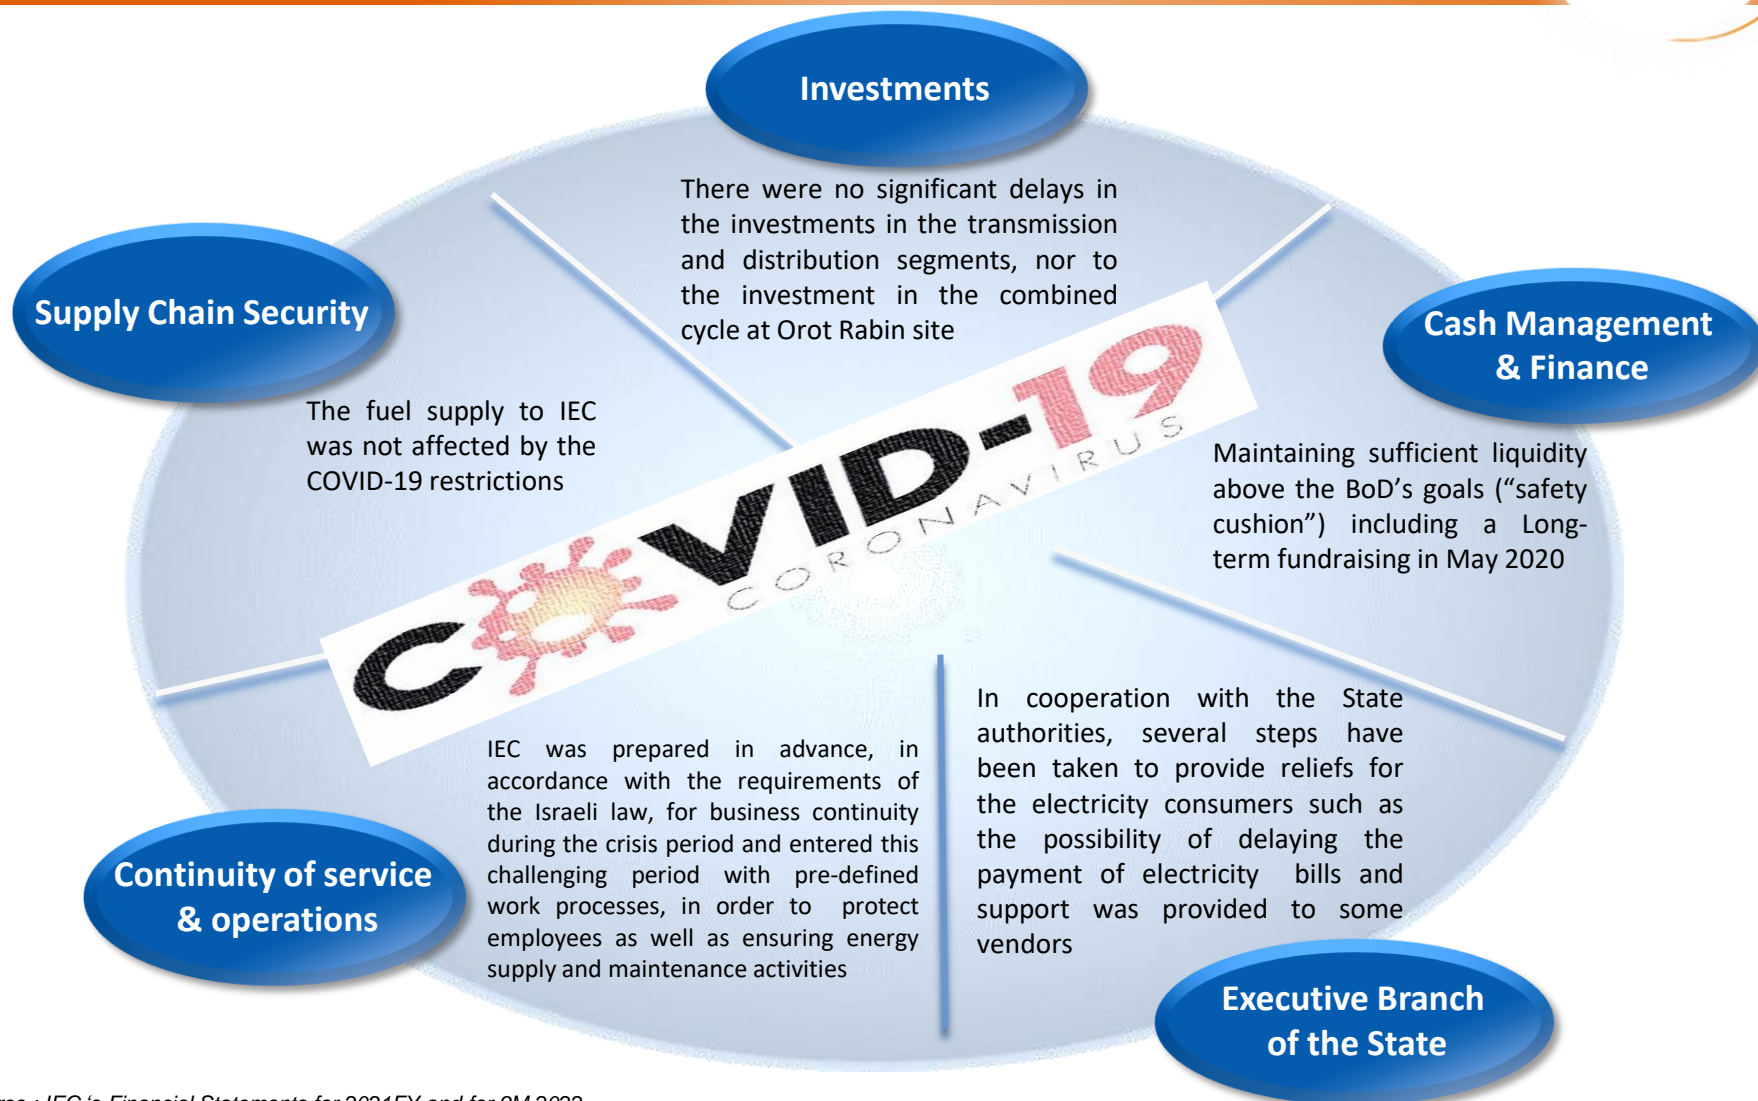 Investments
There were no significant delays in
the investments in the transmission
and distribution segments, nor to
the investment in the combined
cycle at Orot Rabin site
Supply Chain Security
The fuel supply to IEC
was not affected by the
COVID-19 restrictions
Cash Management
& Finance
Maintaining sufficient liquidity
above the BoD’s goals (“safety
cushion”) including a Long-
term fundraising in May 2020
COVID-19
CORONAVIRUS
Continuity of service
& operations
IEC was prepared in advance, in
accordance with the requirements of
the Israeli law, for business continuity
during the crisis period and entered this
challenging period with pre-defined
work processes, in order to protect
employees as well as ensuring energy
supply and maintenance activities
In cooperation with the State
authorities, several steps have
been taken to provide reliefs for
the electricity consumers such as
the possibility of delaying the
payment of electricity bills and
support was provided to some
vendors
Executive Branch
of the State